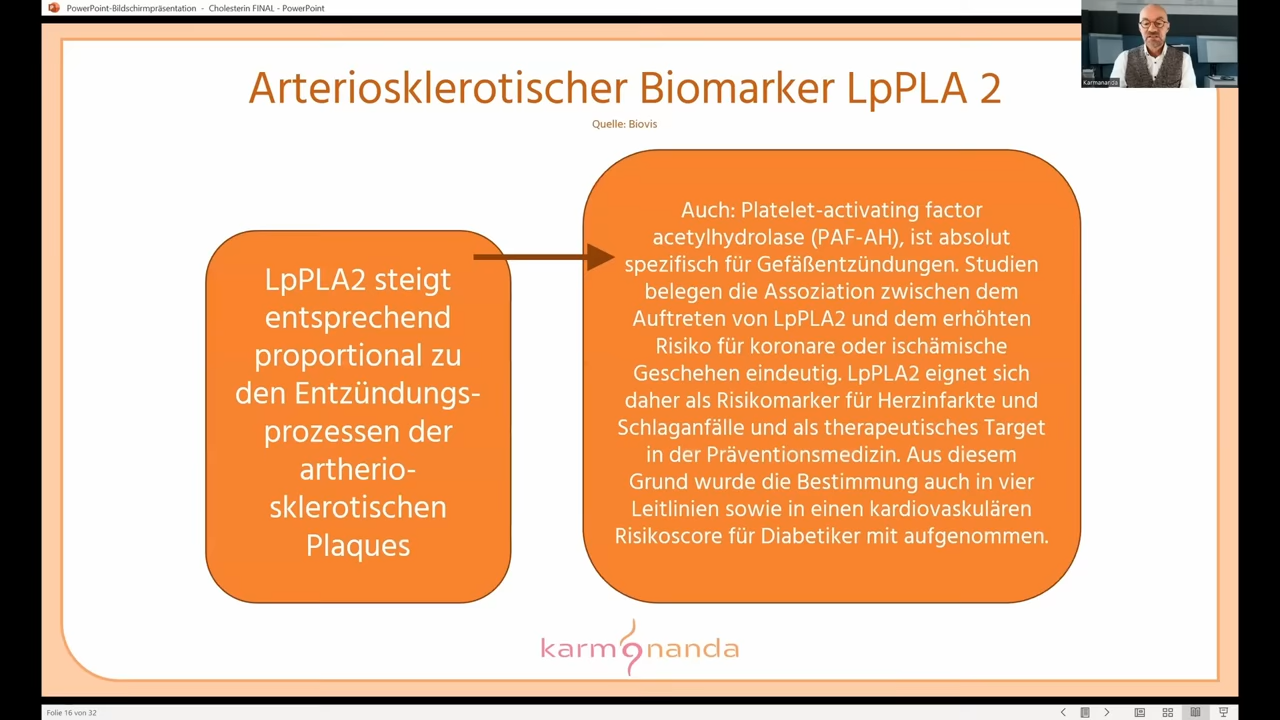 PowerPoint-Bildschirmpräsentation - Cholesterin FINAL - PowerPoint
Karmananda
Arteriosklerotischer Biomarker LpPLA 2
Quelle: Biovis
LpPLA2 steigt
entsprechend
proportional zu
den Entzündungs-
prozessen der
artherio-
sklerotischen
Plaques
Auch: Platelet-activating factor
acetylhydrolase (PAF-AH), ist absolut
spezifisch für Gefäßentzündungen. Studien
belegen die Assoziation zwischen dem
Auftreten von LpPLA2 und dem erhöhten
Risiko für koronare oder ischämische
Geschehen eindeutig. LpPLA2 eignet sich
daher als Risikomarker für Herzinfarkte und
Schlaganfälle und als therapeutisches Target
in der Präventionsmedizin. Aus diesem
Grund wurde die Bestimmung auch in vier
Leitlinien sowie in einen kardiovaskulären
Risikoscore für Diabetiker mit aufgenommen.
karmananda
Folie 16 von 32